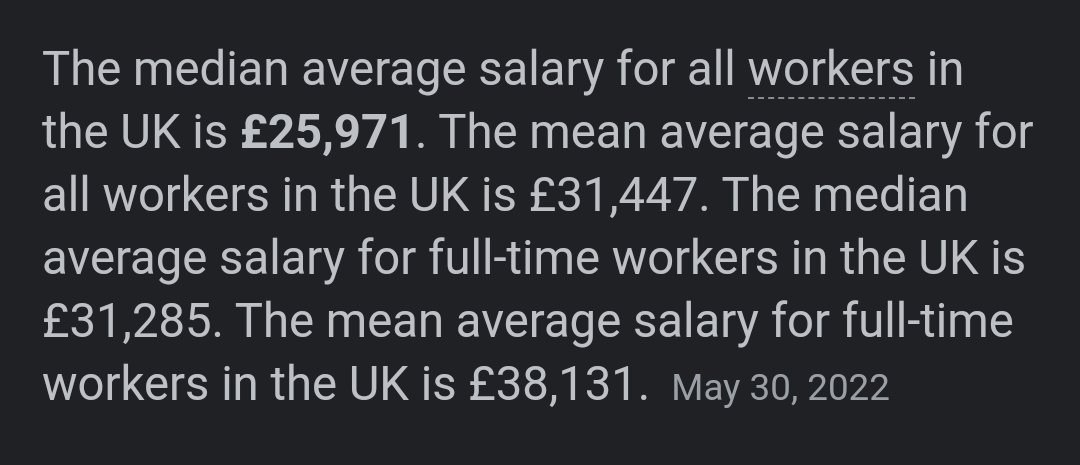 The median average salary for all workers in
the UK is £25,971. The mean average salary for
all workers in the UK is £31,447. The median
average salary for full-time workers in the UK is
£31,285. The mean average salary for full-time
workers in the UK is £38,131. May 30, 2022